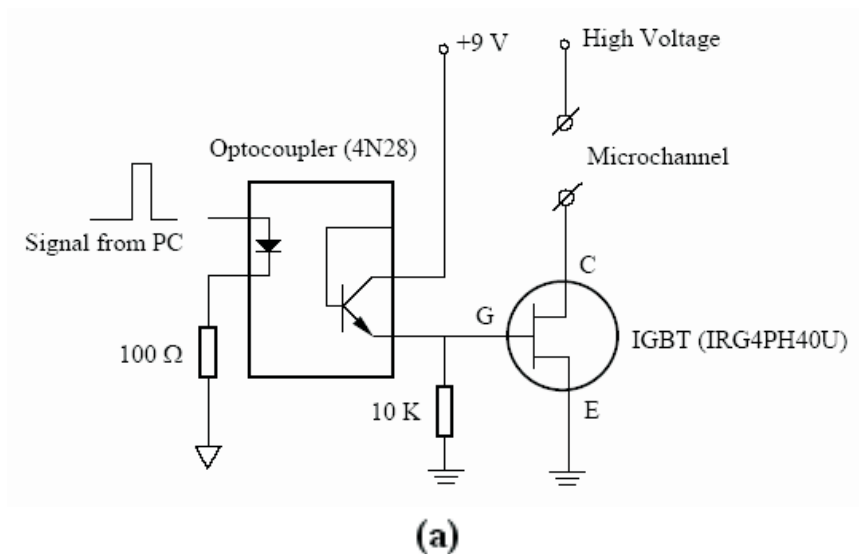 +9 V
High Voltage
Optocoupler (4N28)
Microchannel
Signal from PC
C
G
IGBT (IRG4PH40U)
100 Ω
10 K
E
(a)